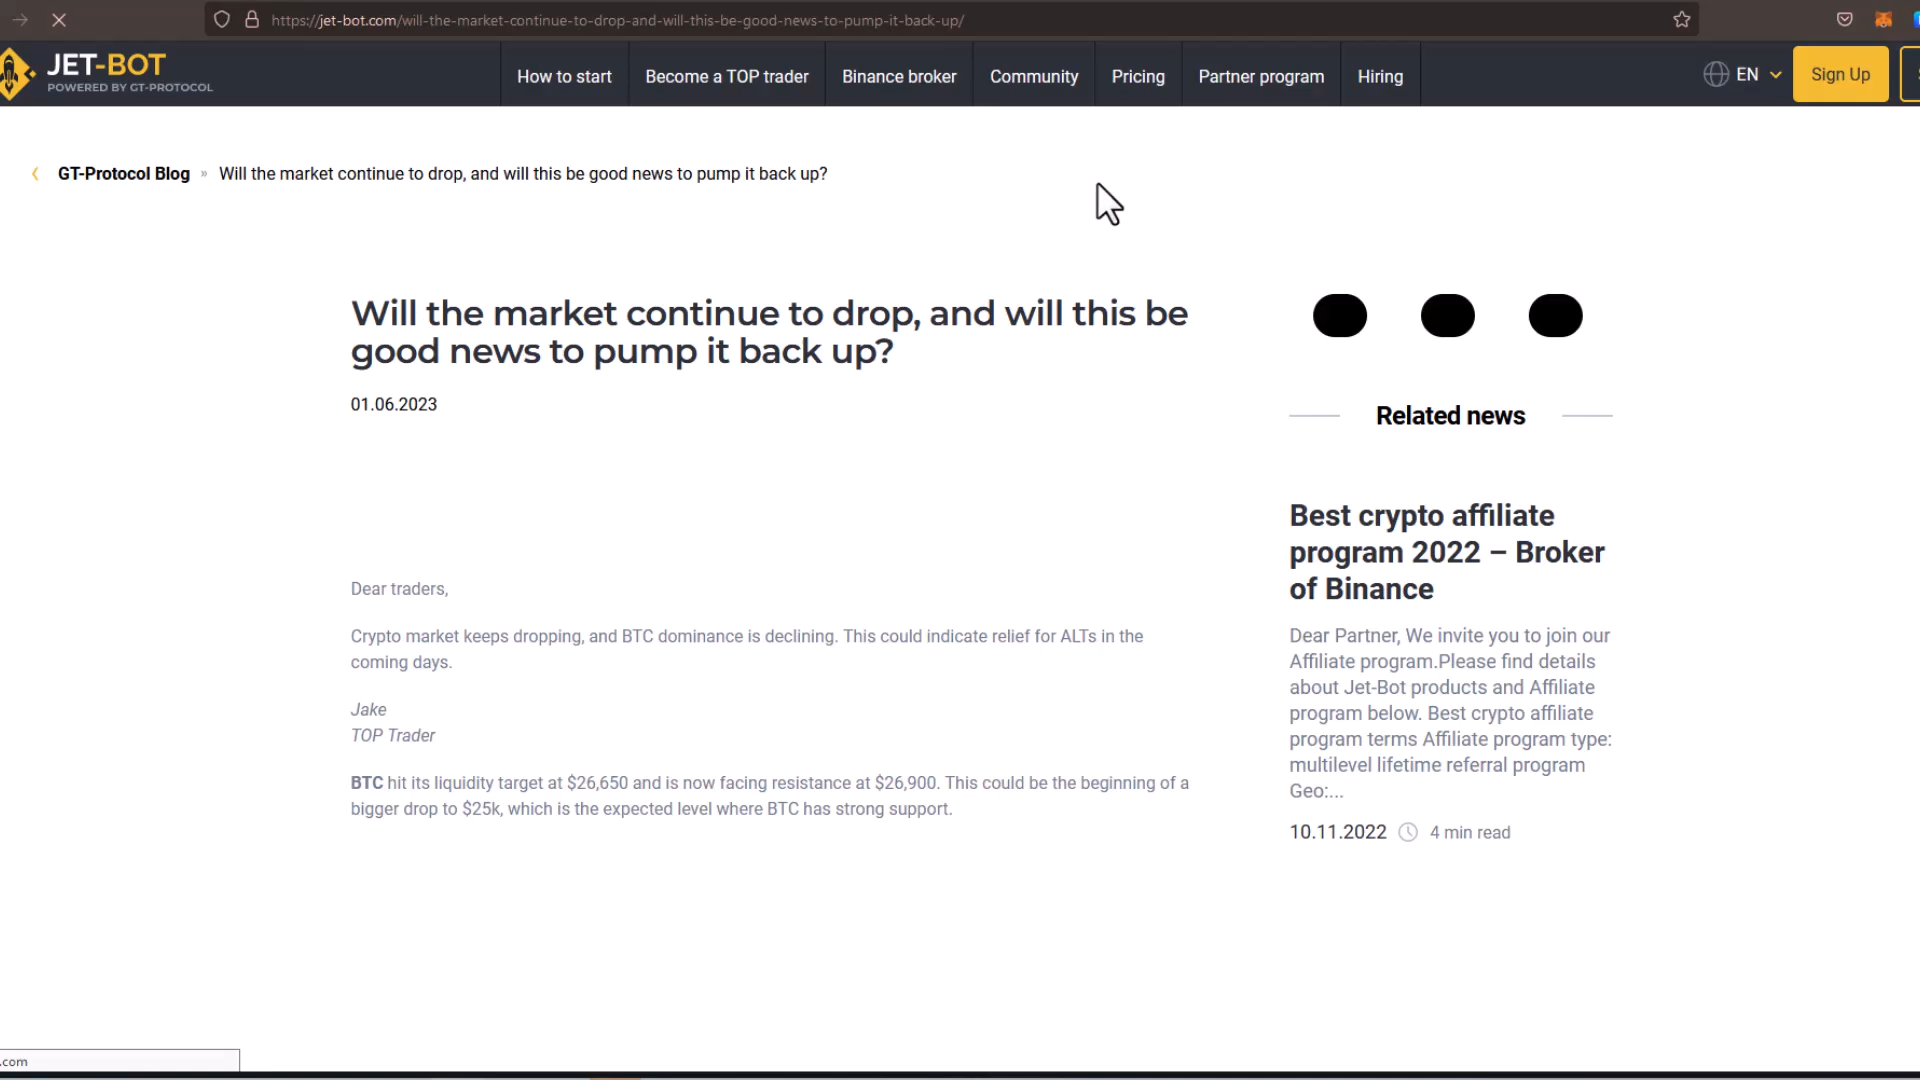 https://jet-bot.com/will-the-market-continue-to-drop-and-will-this-be-good-news-to-pump-it-back-up/
JET-BOT
POWERED BY GT-PROTOCOL
How to start
Become a TOP trader
Binance broker
Community
Pricing
Partner program
Hiring
EN
Sign Up
GT-Protocol Blog » Will the market continue to drop, and will this be good news to pump it back up?
Will the market continue to drop, and will this be
good news to pump it back up?
01.06.2023
Dear traders,
Crypto market keeps dropping, and BTC dominance is declining. This could indicate relief for ALTs in the
coming days.
Jake
TOP Trader
BTC hit its liquidity target at $26,650 and is now facing resistance at $26,900. This could be the beginning of a
bigger drop to $25k, which is the expected level where BTC has strong support.
Related news
Best crypto affiliate
program 2022 – Broker
of Binance
Dear Partner, We invite you to join our
Affiliate program.Please find details
about Jet-Bot products and Affiliate
program below. Best crypto affiliate
program terms Affiliate program type:
multilevel lifetime referral program
Geo:...
10.11.2022 4 min read
.com